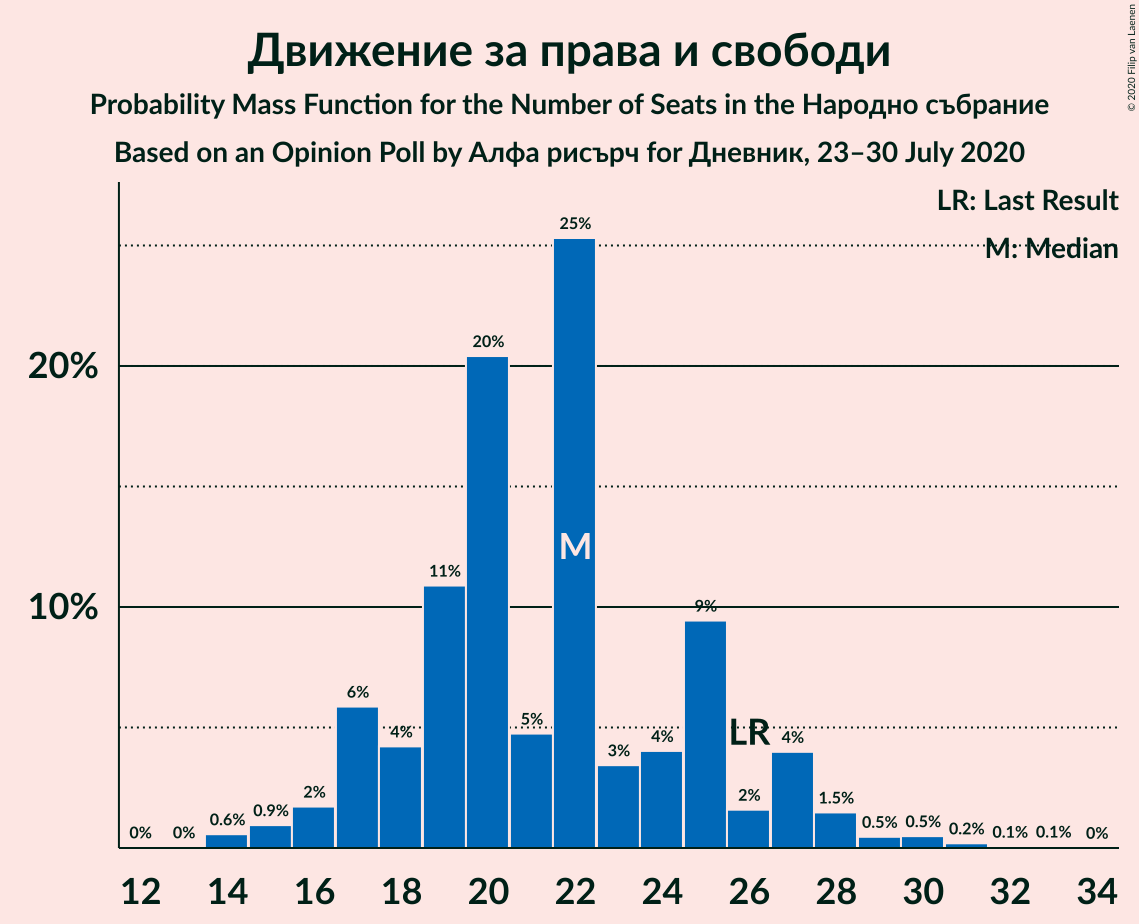 Движение за права и свободи
Probability Mass Function for the Number of Seats in the Народно събрание
Based on an Opinion Poll by Алфа рисърч for Дневник, 23–30 July 2020
© 2020 Filip van Laenen
LR: Last Result
M: Median
20%
10%
0%
0%
0.6%
0.9%
2%
6%
4%
11%
20%
5%
25%
3%
4%
9%
2%
4%
1.5%
0.5%
0.5%
0.2%
0.1%
0.1%
0%
M
LR
12 14 16 18 20 22 24 26 28 30 32 34